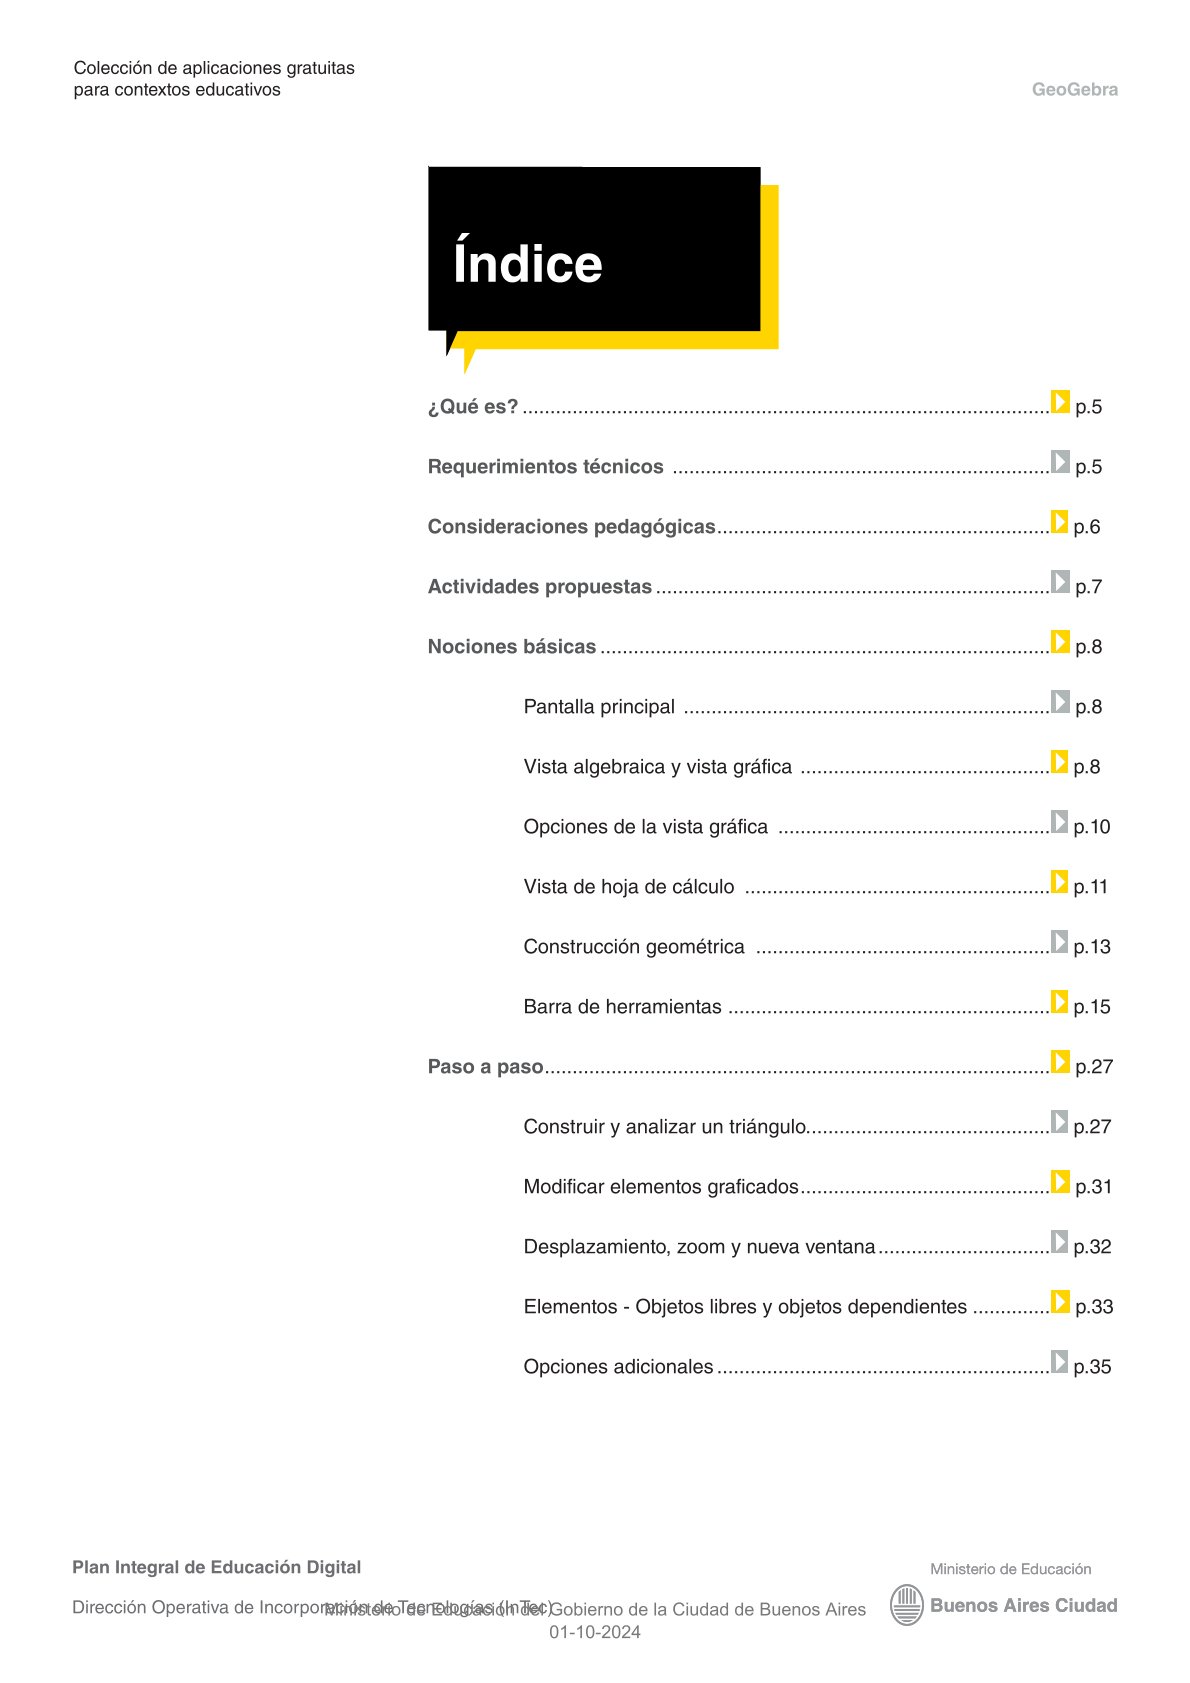 Colección de aplicaciones gratuitas
para contextos educativos
GeoGebra
Índice
¿Qué es? ................................................................................................ p.5
Requerimientos técnicos .................................................................... p.5
Consideraciones pedagógicas............................................................ p.6
Actividades propuestas ....................................................................... p.7
Nociones básicas ................................................................................. p.8
Pantalla principal .................................................................. p.8
Vista algebraica y vista gráfica ............................................. p.8
Opciones de la vista gráfica ................................................. p.10
Vista de hoja de cálculo ....................................................... p.11
Construcción geométrica ..................................................... p.13
Barra de herramientas .......................................................... p.15
Paso a paso........................................................................................... p.27
Construir y analizar un triángulo............................................ p.27
Modificar elementos graficados............................................. p.31
Desplazamiento, zoom y nueva ventana............................... p.32
Elementos - Objetos libres y objetos dependientes .............. p.33
Opciones adicionales ............................................................ p.35
Plan Integral de Educación Digital
Dirección Operativa de Incorporación de Tecnologías (InTec)
Ministerio de Educación del Gobierno de la Ciudad de Buenos Aires
01-10-2024
Ministerio de Educación
Buenos Aires Ciudad